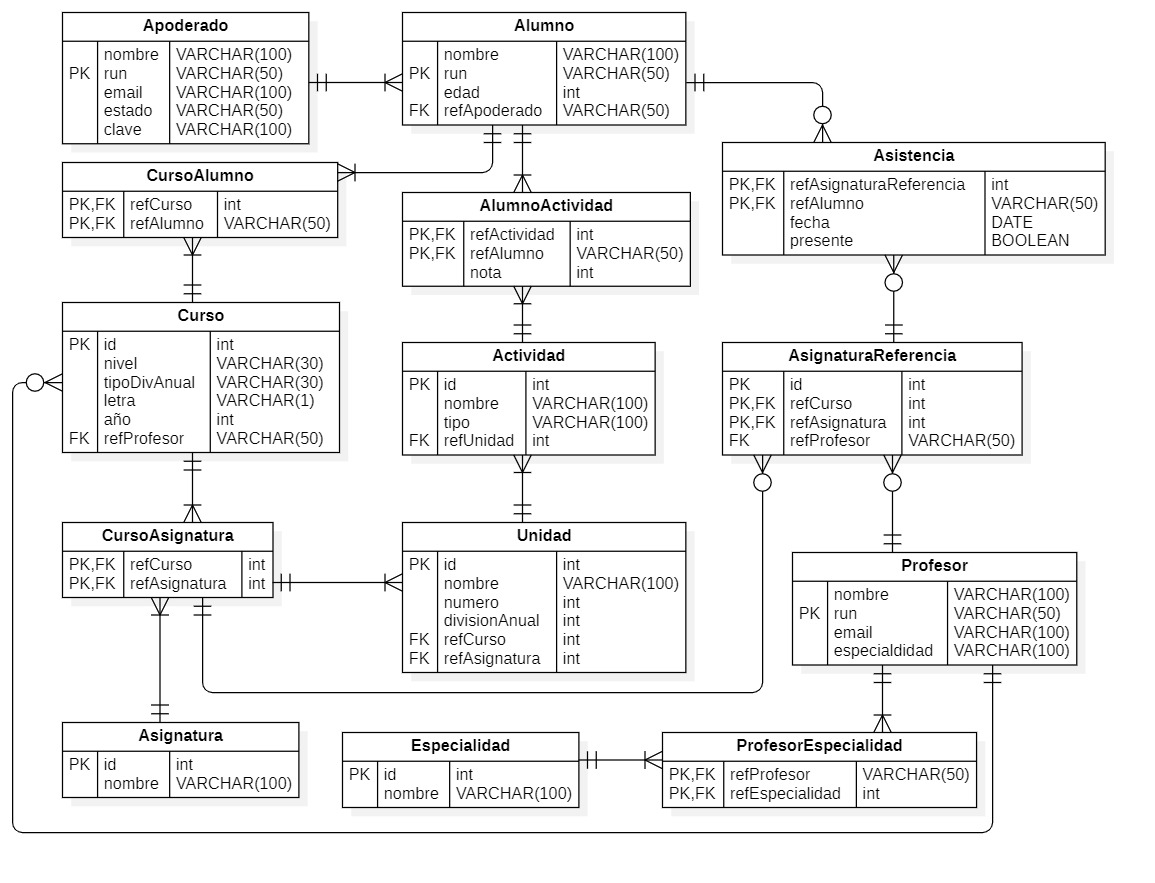 Apoderado
nombre VARCHAR(100)
PK run VARCHAR(50)
email VARCHAR(100)
estado VARCHAR(50)
clave VARCHAR(100)
Alumno
nombre VARCHAR(100)
PK run VARCHAR(50)
edad int
FK refApoderado VARCHAR(50)
Asistencia
PK,FK refAsignaturaReferencia int
PK,FK refAlumno VARCHAR(50)
fecha DATE
presente BOOLEAN
CursoAlumno
PK,FK refCurso int
PK,FK refAlumno VARCHAR(50)
AlumnoActividad
PK,FK refActividad int
PK,FK refAlumno VARCHAR(50)
nota int
Curso
PK id int
nivel VARCHAR(30)
tipoDivAnual VARCHAR(30)
letra VARCHAR(1)
año int
FK refProfesor VARCHAR(50)
Actividad
PK id int
nombre VARCHAR(100)
tipo VARCHAR(100)
FK refUnidad int
AsignaturaReferencia
PK id int
PK,FK refCurso int
PK,FK refAsignatura int
FK refProfesor VARCHAR(50)
CursoAsignatura
PK,FK refCurso int
PK,FK refAsignatura int
Unidad
PK id int
nombre VARCHAR(100)
numero int
divisionAnual int
FK refCurso int
FK refAsignatura int
Profesor
nombre VARCHAR(100)
PK run VARCHAR(50)
email VARCHAR(100)
especialdidad VARCHAR(100)
Asignatura
PK id int
nombre VARCHAR(100)
Especialidad
PK id int
nombre VARCHAR(100)
ProfesorEspecialidad
PK,FK refProfesor VARCHAR(50)
PK,FK refEspecialidad int